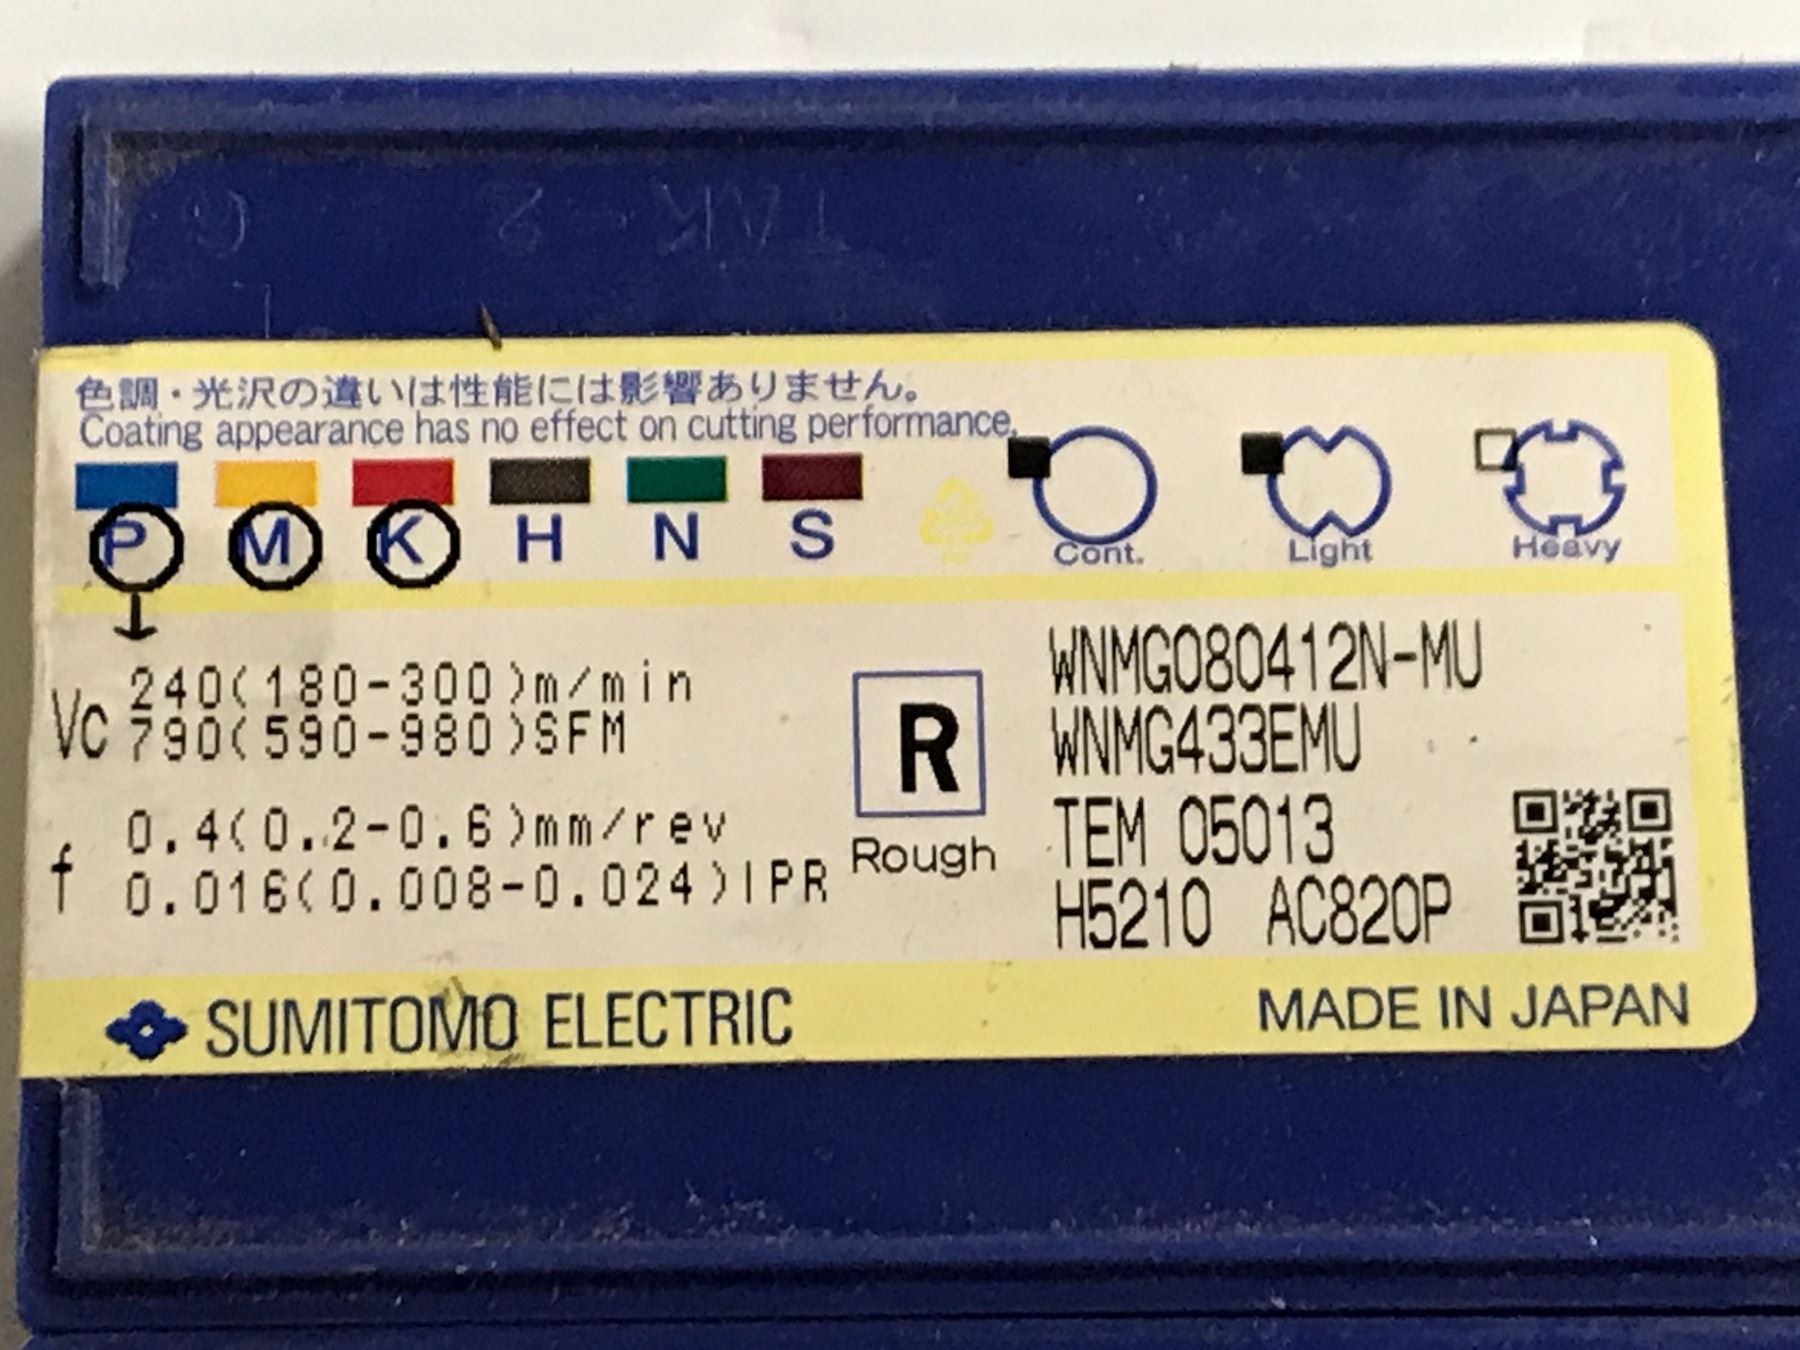 色調・光沢の違いは性能には影響ありません。
Coating appearance has no effect on cutting performance.
P M K H N S
Cont. Light Heavy
Vc 240(180-300)m/min
790(590-980)SFM
f 0.4(0.2-0.6)mm/rev
0.016(0.008-0.024)IPR
R
Rough
WNMG080412N-MU
WNMG433EMU
TEM 05013
H5210 AC820P
SUMITOMO ELECTRIC
MADE IN JAPAN